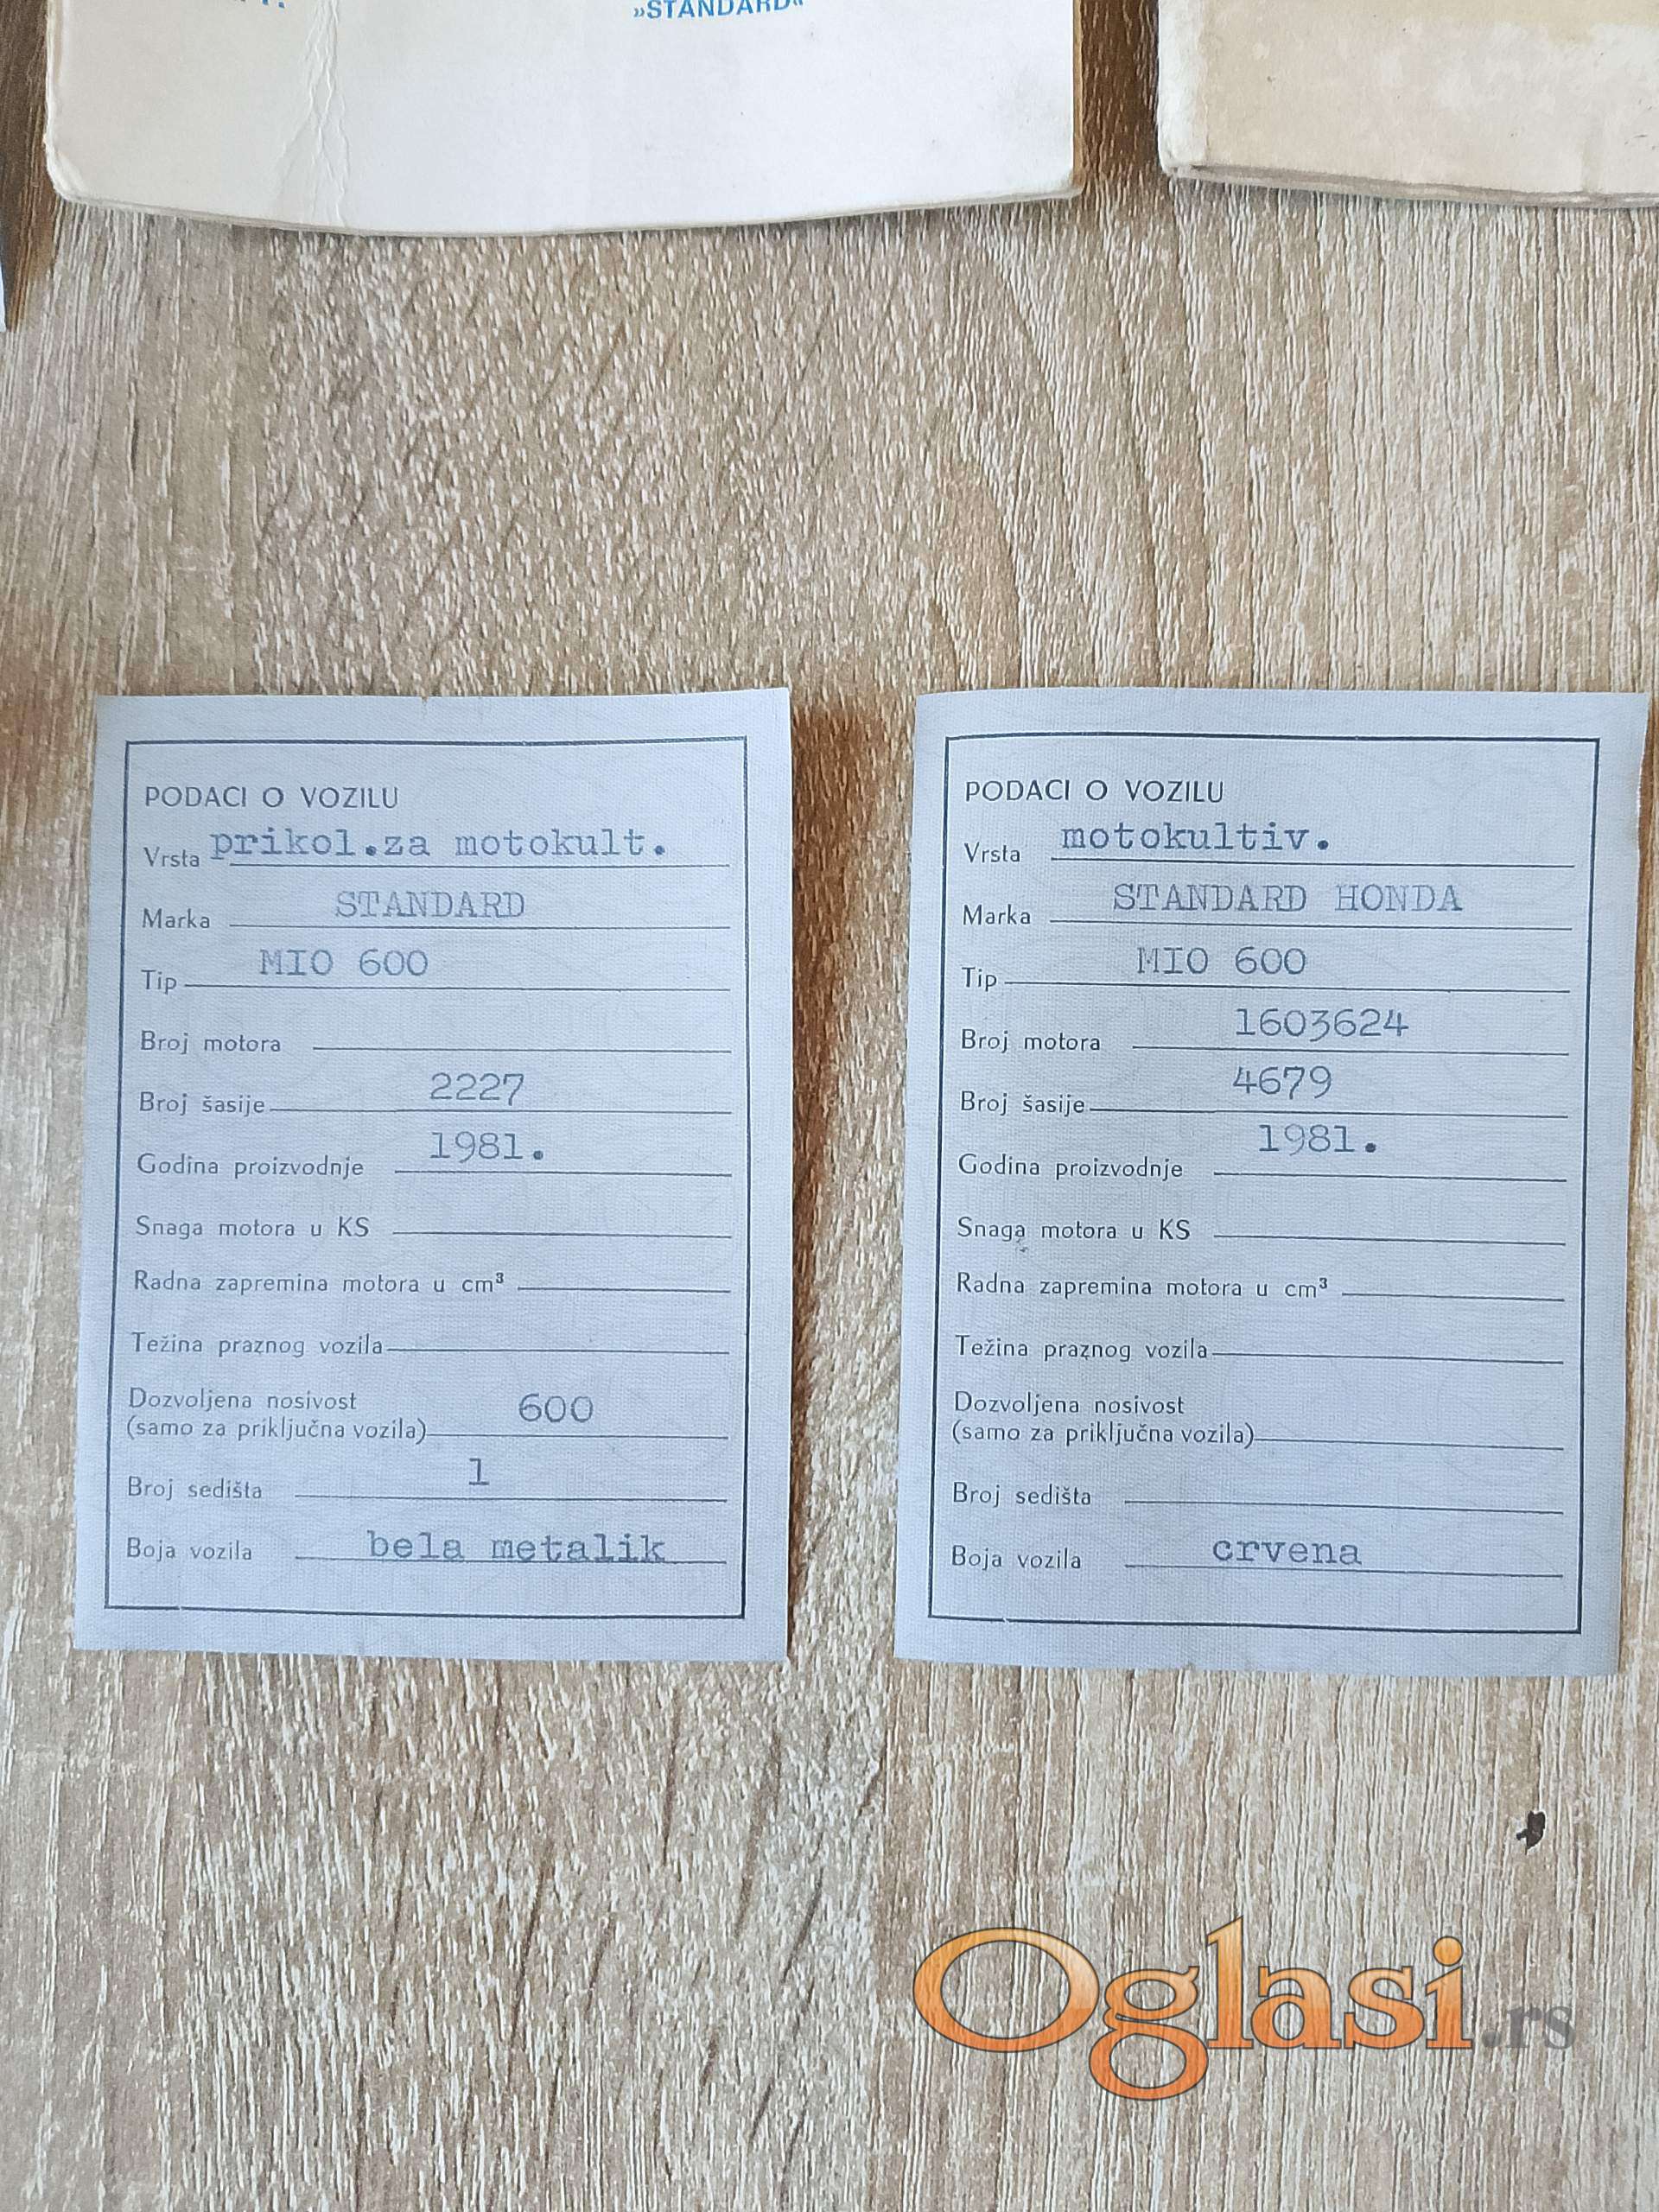 »STANDARD«
PODACI O VOZILU
Vrsta prikol.za motokult.
Marka STANDARD
Tip MIO 600
Broj motora
Broj šasije 2227
Godina proizvodnje 1981.
Snaga motora u KS
Radna zapremina motora u cm³
Težina praznog vozila
Dozvoljena nosivost
(samo za priključna vozila) 600
Broj sedišta 1
Boja vozila bela metalik
PODACI O VOZILU
Vrsta motokultiv.
Marka STANDARD HONDA
Tip MIO 600
Broj motora 1603624
Broj šasije 4679
Godina proizvodnje 1981.
Snaga motora u KS
Radna zapremina motora u cm³
Težina praznog vozila
Dozvoljena nosivost
(samo za priključna vozila)
Broj sedišta
Boja vozila crvena
Oglasi.rs